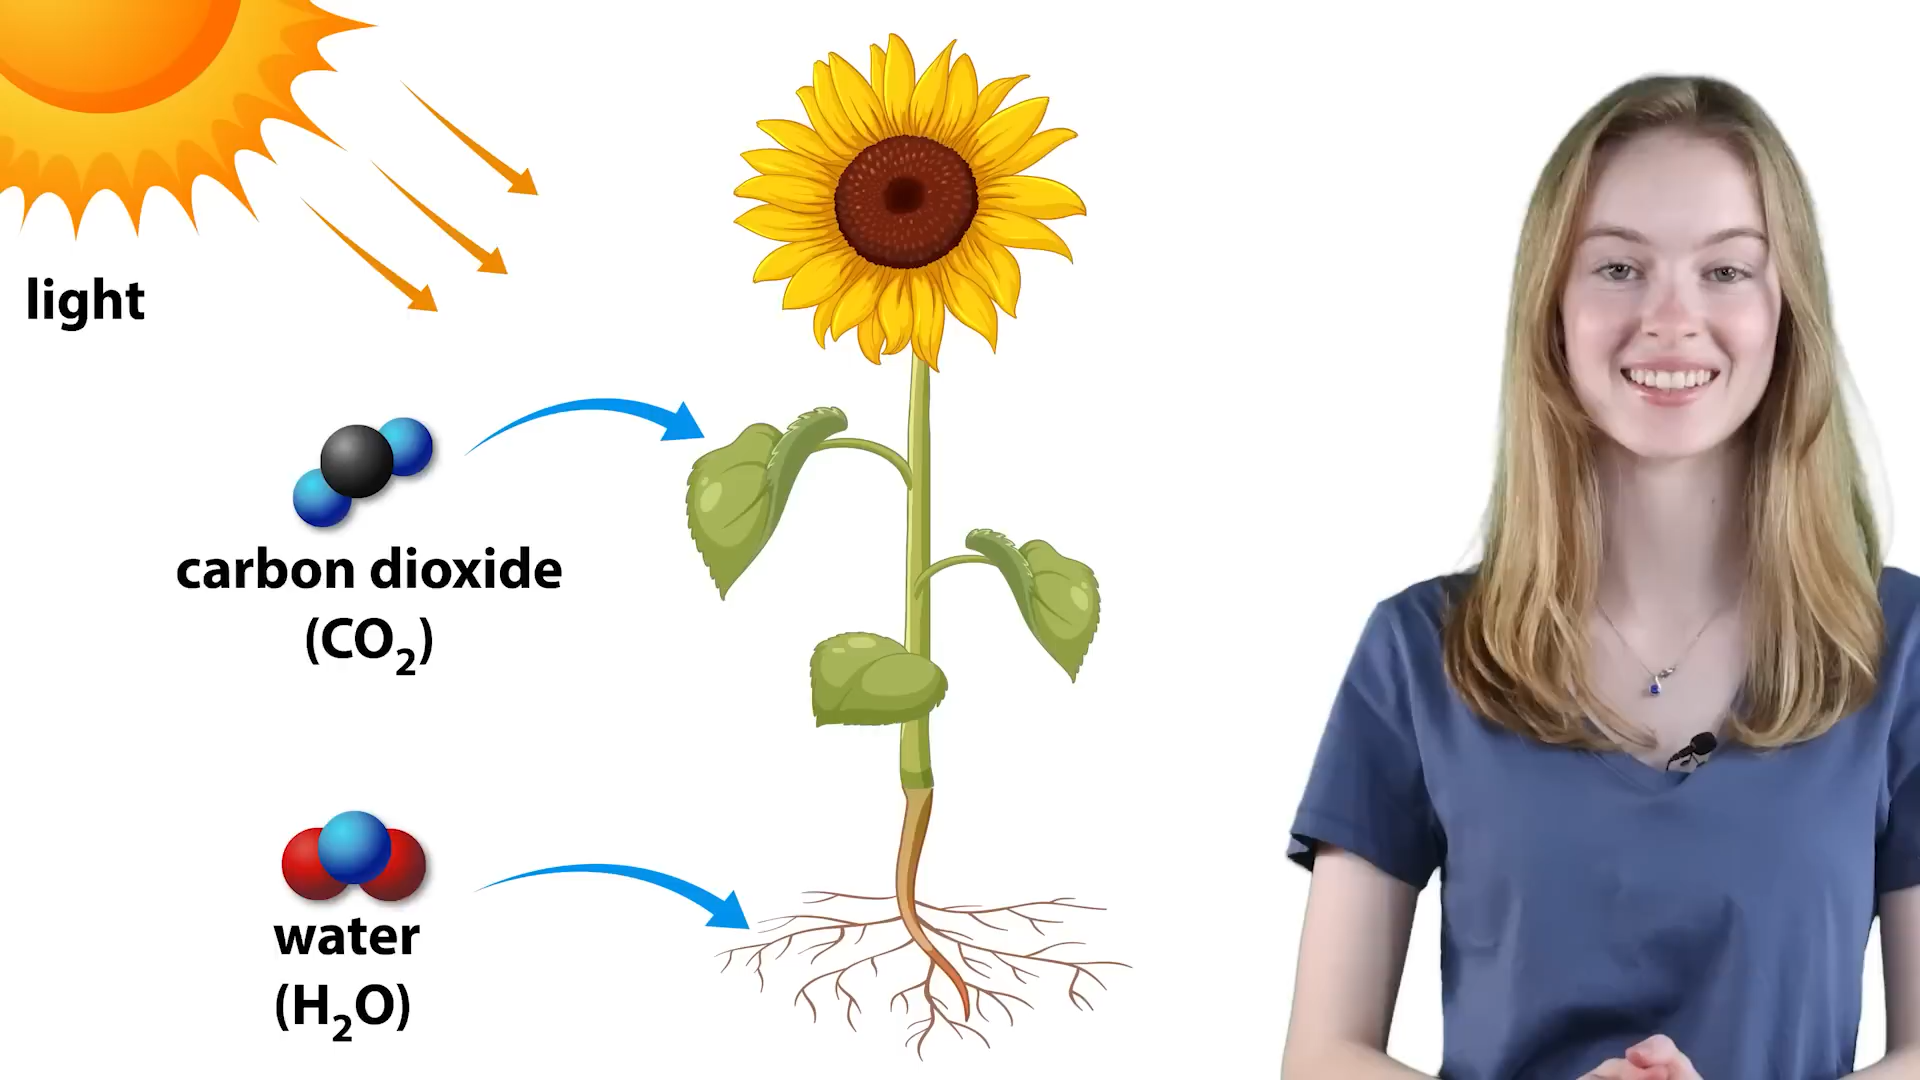 light
carbon dioxide
(CO₂)
water
(H₂O)